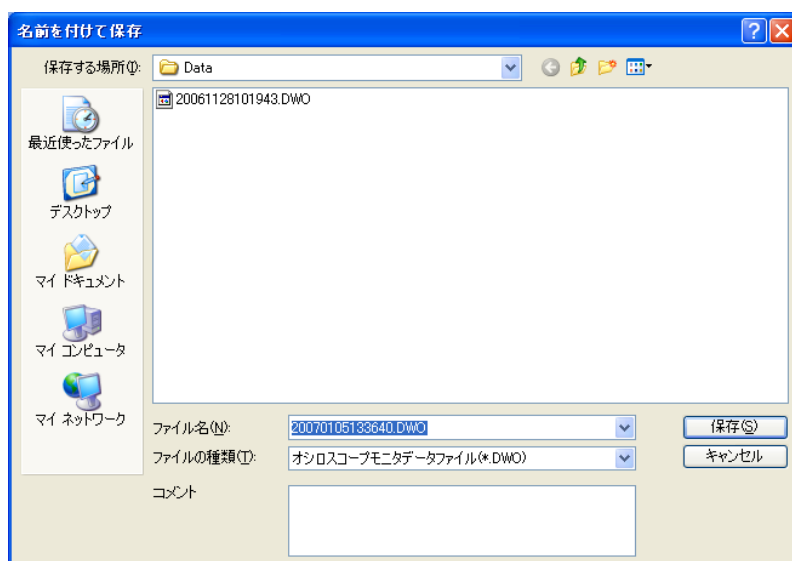 名前を付けて保存
保存する場所(I): Data
20061128101943.DWO
最近使ったファイル
デスクトップ
マイ ドキュメント
マイ コンピュータ
マイ ネットワーク
ファイル名(N): 20070105133640.DWO 保存(S)
ファイルの種類(T): オシロスコープモニタデータファイル(*.DWO) キャンセル
コメント